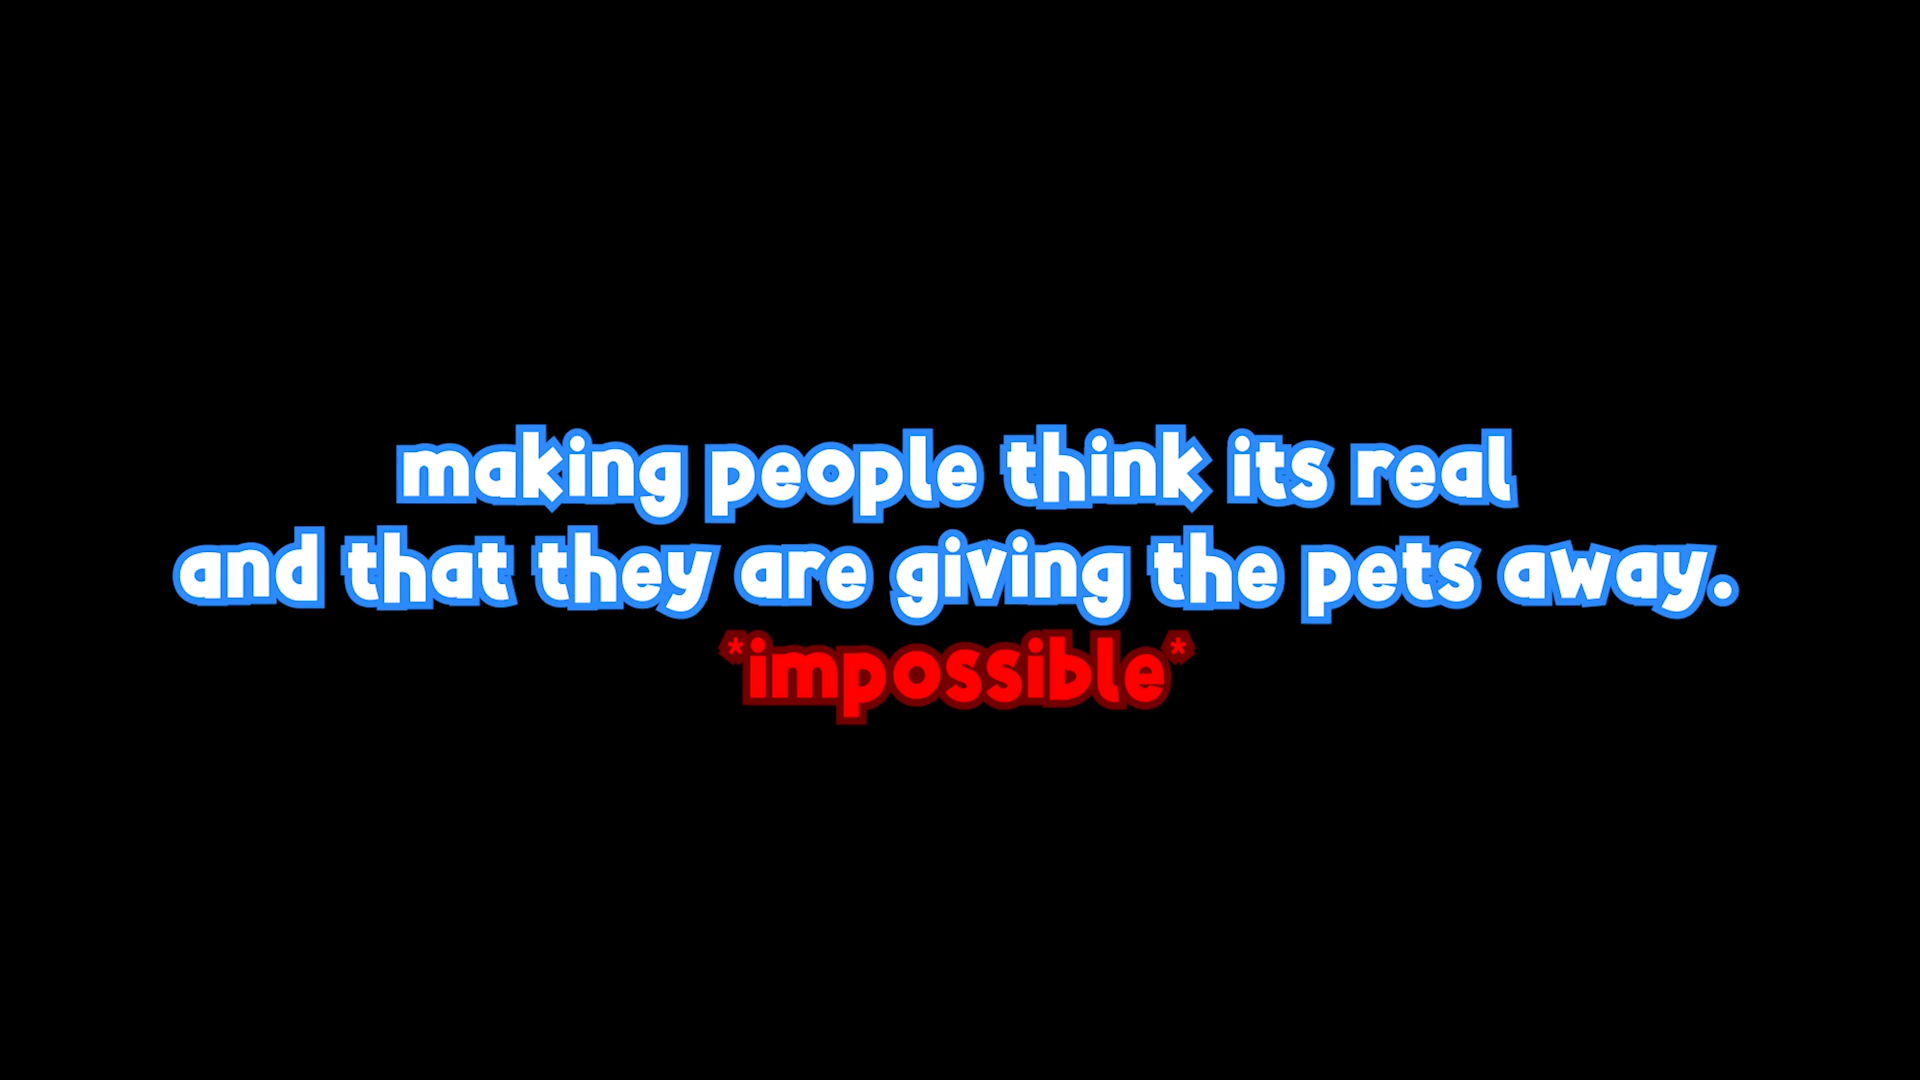 making people think its real
and that they are giving the pets away.
*impossible*